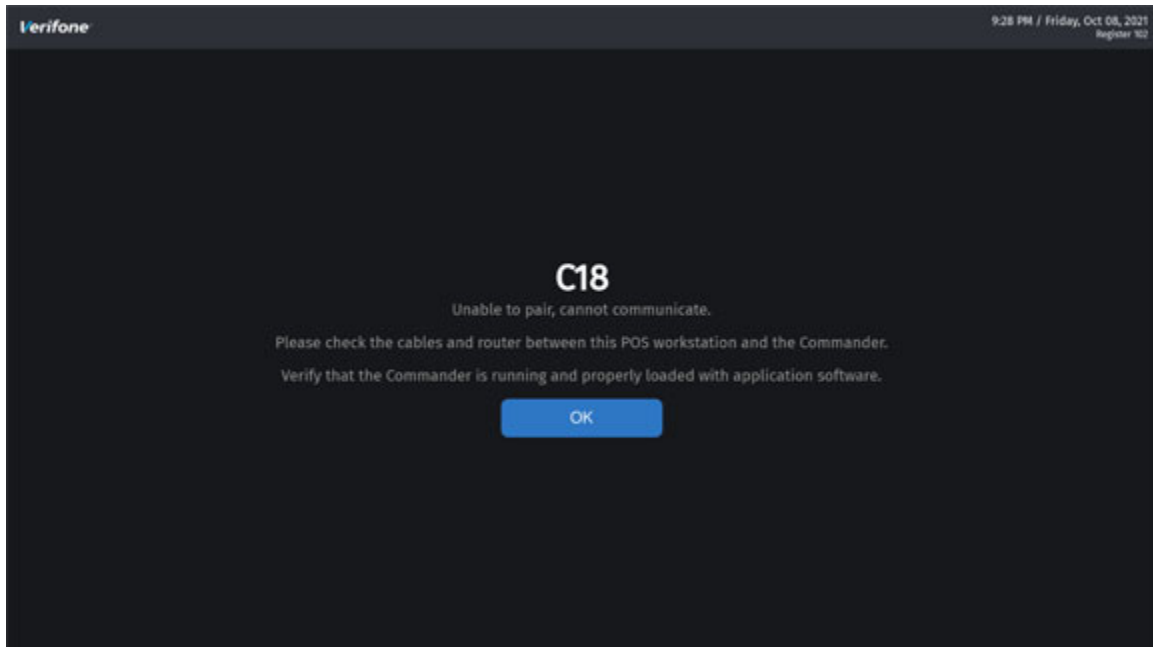 Verifone
9:28 PM / Friday, Oct 08, 2021
Register 102
C18
Unable to pair, cannot communicate.
Please check the cables and router between this POS workstation and the Commander.
Verify that the Commander is running and properly loaded with application software.
OK